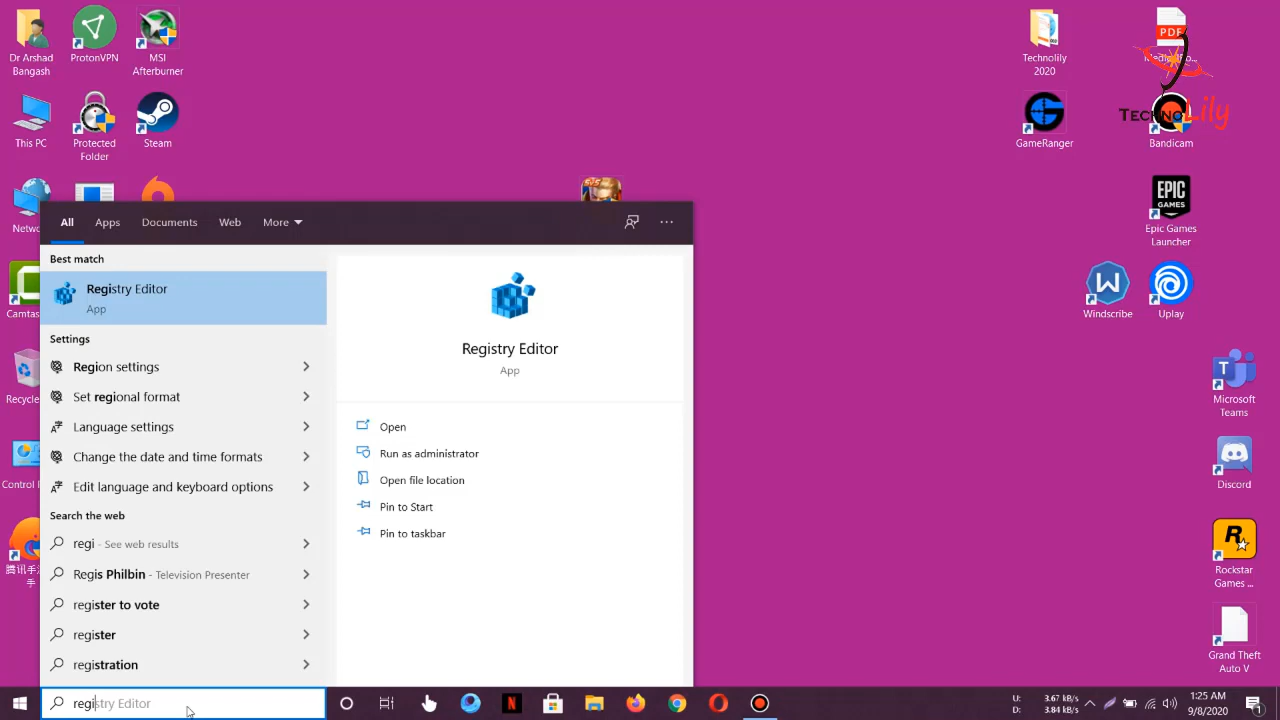 Dr Arshad
Bangash
ProtonVPN
MSI
Afterburner
Technolily
2020
PDF
This PC
Protected
Folder
Steam
GameRanger
TECHNOLily
Bandicam
All
Apps
Documents
Web
More
Best match
Registry Editor
App
Settings
Region settings
Set regional format
Language settings
Change the date and time formats
Edit language and keyboard options
Search the web
regi - See web results
Regis Philbin - Television Presenter
register to vote
register
registration
Registry Editor
App
Open
Run as administrator
Open file location
Pin to Start
Pin to taskbar
EPIC
GAMES
Epic Games
Launcher
Windscribe
Uplay
Microsoft
Teams
Discord
Rockstar
Games ...
Grand Theft
Auto V
registry Editor
U: 3.67 kB/s
D: 3.84 kB/s
1:25 AM
9/8/2020
1